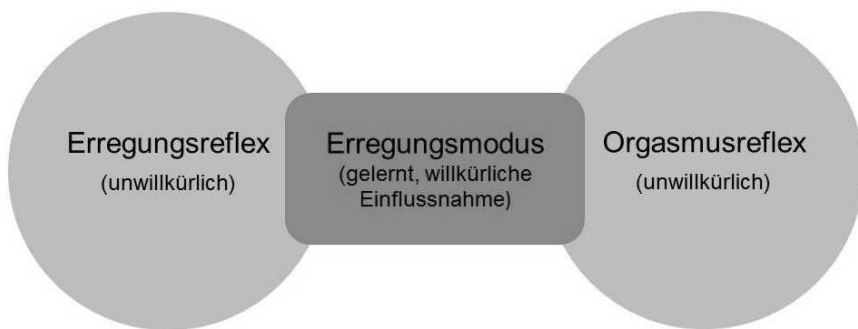 Erregungsreflex
(unwillkürlich)
Erregungsmodus
(gelernt, willkürliche
Einflussnahme)
Orgasmusreflex
(unwillkürlich)